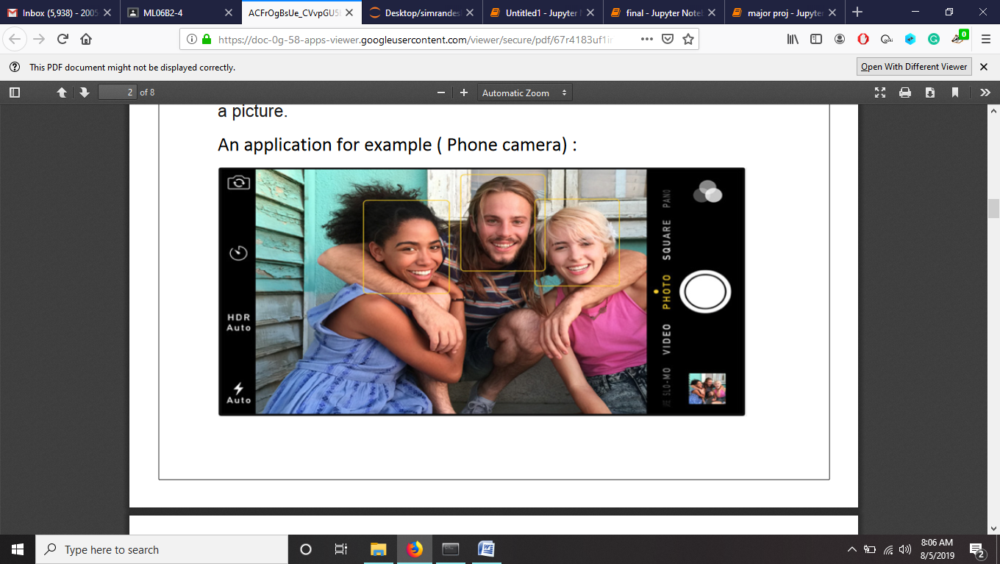 Inbox (5,938) - 2005
ML06B2-4
ACFrOgBsUe_CVvpGU5
Desktop/simrandes
Untitled1 - Jupyter
final - Jupyter Note
major proj - Jupyter
https://doc-0g-58-apps-viewer.googleusercontent.com/viewer/secure/pdf/67r4183uf1ir
0
This PDF document might not be displayed correctly.
Open With Different Viewer
2 of 8
Automatic Zoom
a picture.
An application for example ( Phone camera) :
HDR
Auto
Auto
PANO
SQUARE
PHOTO
VIDEO
SLO-MO
Type here to search
8:06 AM
8/5/2019
2